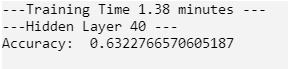 ---Training Time 1.38 minutes ---
---Hidden Layer 40 ---
Accuracy:  0.6322766570605187